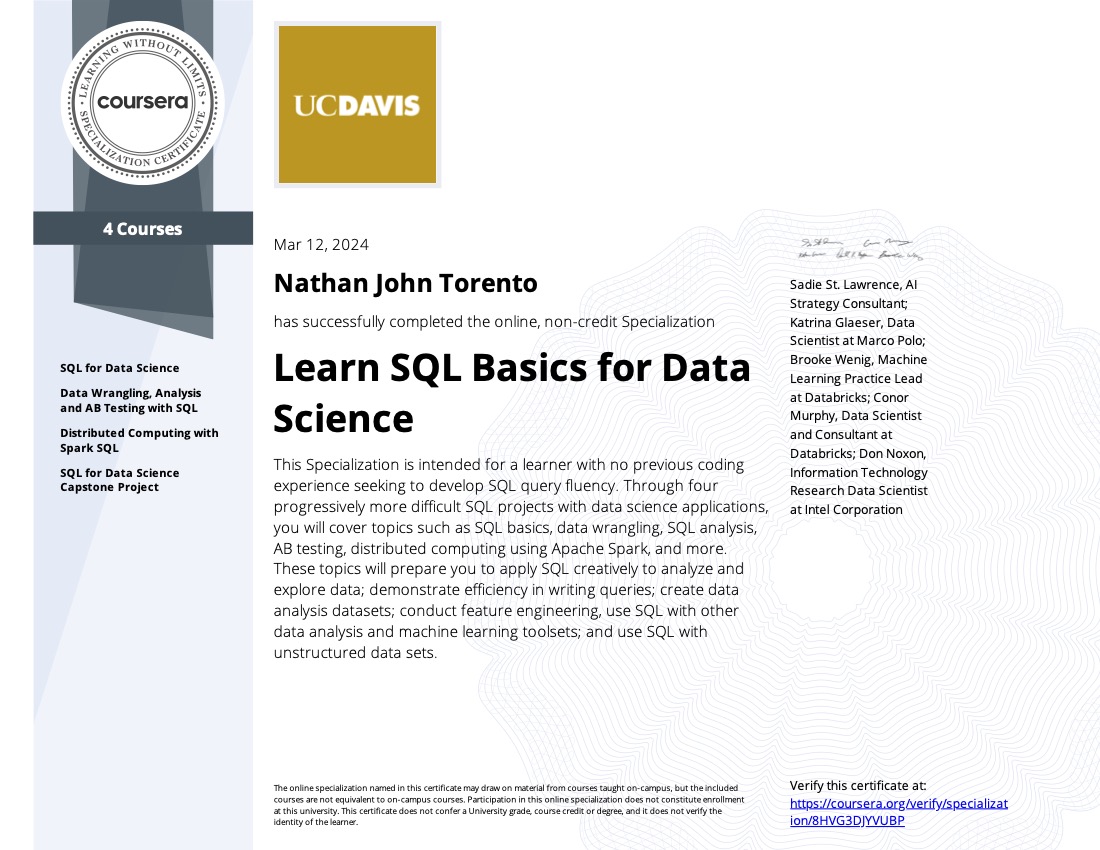 LEARNING WITHOUT LIMITS
coursera
SPECIALIZATION CERTIFICATE
UCDAVIS
4 Courses
SQL for Data Science
Data Wrangling, Analysis
and AB Testing with SQL
Distributed Computing with
Spark SQL
SQL for Data Science
Capstone Project
Mar 12, 2024
Nathan John Torento
has successfully completed the online, non-credit Specialization
Learn SQL Basics for Data
Science
This Specialization is intended for a learner with no previous coding
experience seeking to develop SQL query fluency. Through four
progressively more difficult SQL projects with data science applications,
you will cover topics such as SQL basics, data wrangling, SQL analysis,
AB testing, distributed computing using Apache Spark, and more.
These topics will prepare you to apply SQL creatively to analyze and
explore data; demonstrate efficiency in writing queries; create data
analysis datasets; conduct feature engineering, use SQL with other
data analysis and machine learning toolsets; and use SQL with
unstructured data sets.
Sadie St. Lawrence, AI
Strategy Consultant;
Katrina Glaeser, Data
Scientist at Marco Polo;
Brooke Wenig, Machine
Learning Practice Lead
at Databricks; Conor
Murphy, Data Scientist
and Consultant at
Databricks; Don Noxon,
Information Technology
Research Data Scientist
at Intel Corporation
The online specialization named in this certificate may draw on material from courses taught on-campus, but the included
courses are not equivalent to on-campus courses. Participation in this online specialization does not constitute enrollment
at this university. This certificate does not confer a University grade, course credit or degree, and it does not verify the
identity of the learner.
Verify this certificate at:
https://coursera.org/verify/specializat
ion/8HVG3DJYVUBP